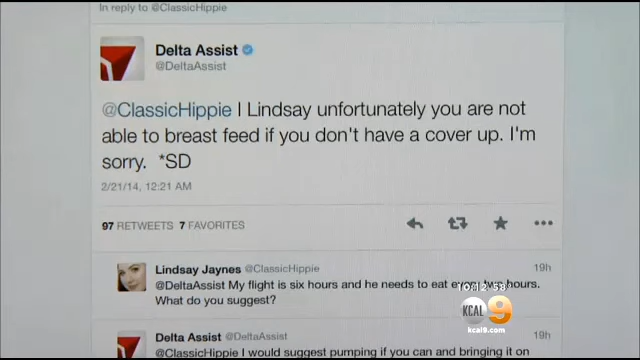 In reply to @ClassicHippie
Delta Assist
@DeltaAssist
@ClassicHippie I Lindsay unfortunately you are not
able to breast feed if you don't have a cover up. I'm
sorry. *SD
2/21/14, 12:21 AM
97 RETWEETS 7 FAVORITES
Lindsay Jaynes @ClassicHippie 19h
@DeltaAssist My flight is six hours and he needs to eat every two hours.
What do you suggest?
KCAL 9
kcal9.com
Delta Assist @DeltaAssist 19h
@ClassicHippie I would suggest pumping if you can and bringing it on